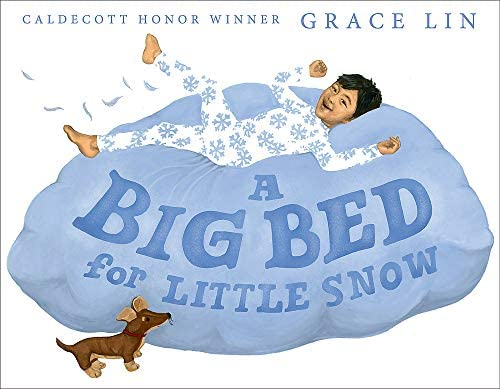 CALDECOTT HONOR WINNER GRACE LIN
A
BIG BED
for LITTLE SNOW